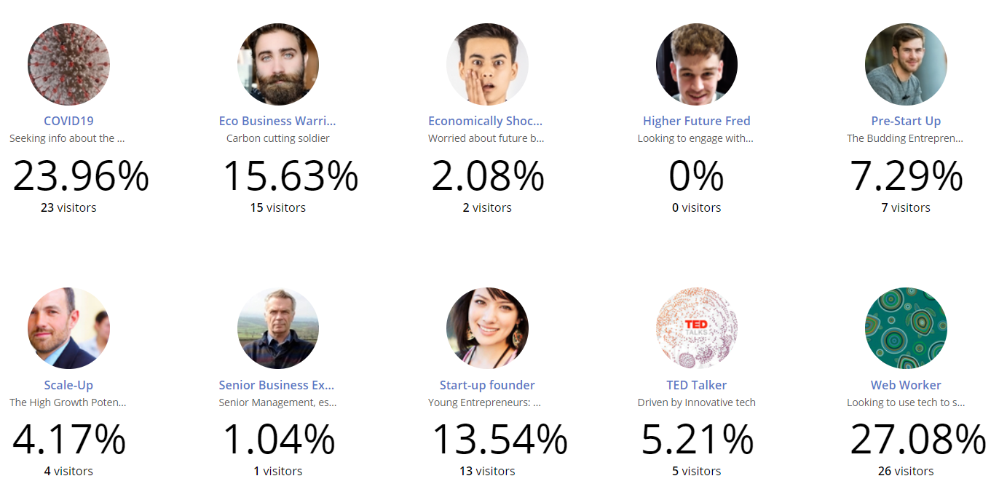 COVID19
Seeking info about the ...
23.96%
23 visitors
Eco Business Warri...
Carbon cutting soldier
15.63%
15 visitors
Economically Shoc...
Worried about future b...
2.08%
2 visitors
Higher Future Fred
Looking to engage with...
0%
0 visitors
Pre-Start Up
The Budding Entrepren...
7.29%
7 visitors
Scale-Up
The High Growth Poten...
4.17%
4 visitors
Senior Business Ex...
Senior Management, es...
1.04%
1 visitors
Start-up founder
Young Entrepreneurs: ...
13.54%
13 visitors
TED
TALKS
TED Talker
Driven by Innovative tech
5.21%
5 visitors
Web Worker
Looking to use tech to s...
27.08%
26 visitors